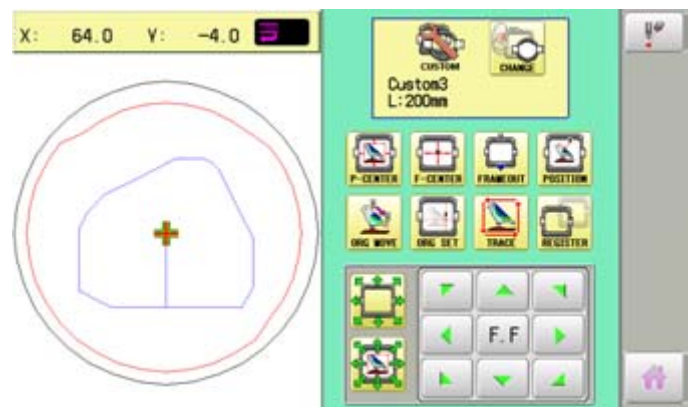 X: 64.0 Y: -4.0
CUSTOM CHANGE
Custom3
L:200mm
P-CENTER F-CENTER FRAMEOUT POSITION
ORG MOVE ORG SET TRACE REGISTER
F.F